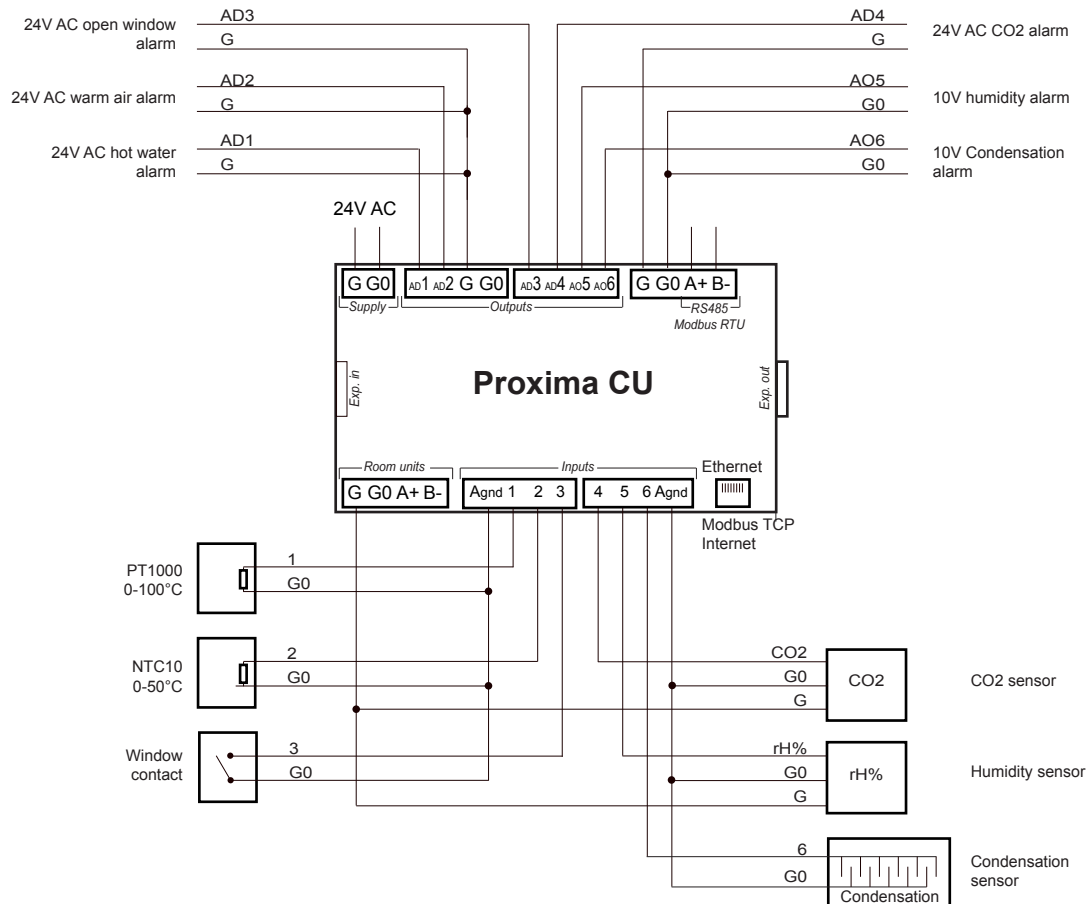 24V AC open window
alarm
AD3
G
AD4
G
24V AC CO2 alarm
24V AC warm air alarm
AD2
G
AO5
G0
10V humidity alarm
24V AC hot water
alarm
AD1
G
AO6
G0
10V Condensation
alarm
24V AC
G G0
AD1 AD2 G G0
AD3 AD4 AO5 AO6
G G0 A+ B-
Supply
Outputs
RS485
Modbus RTU
Exp. in
Proxima CU
Exp. out
Room units
Inputs
Ethernet
G G0 A+ B-
Agnd 1 2 3
4 5 6 Agnd
Modbus TCP
Internet
PT1000
0-100°C
1
G0
NTC10
0-50°C
2
G0
CO2
G0
G
CO2
CO2 sensor
Window
contact
3
G0
rH%
G0
G
rH%
Humidity sensor
6
G0
Condensation
Condensation
sensor